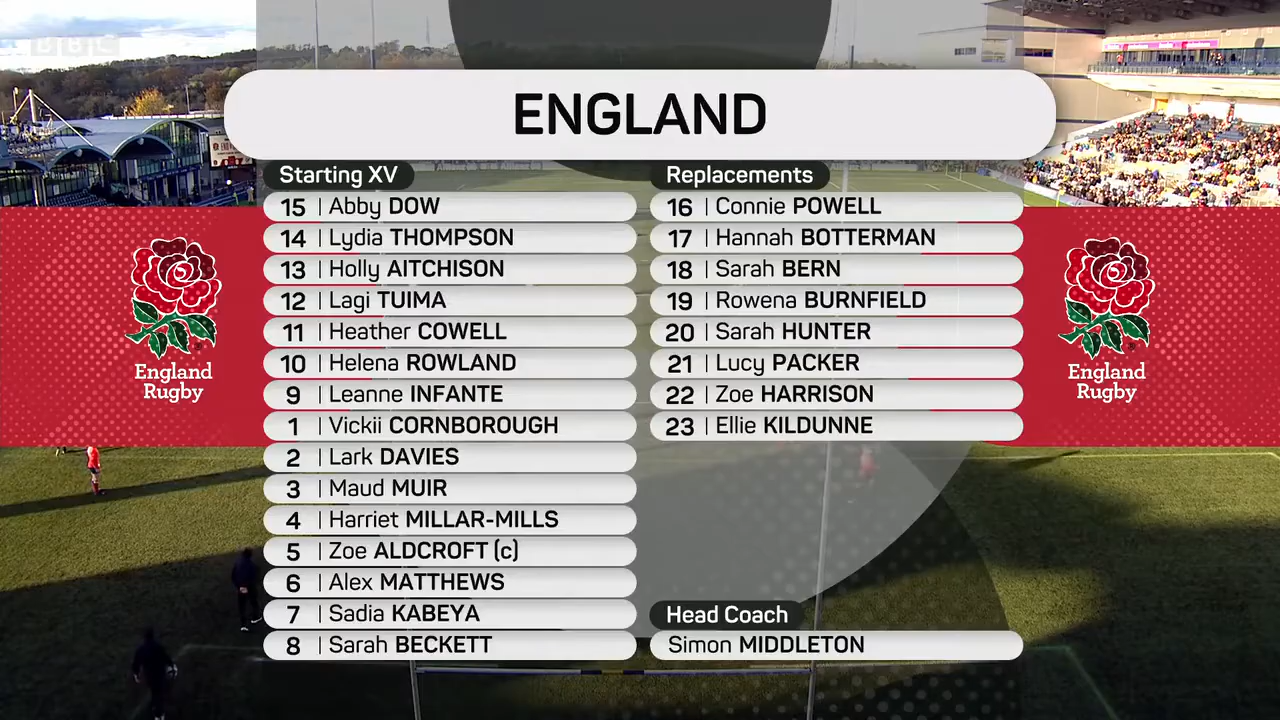 BBC
ENGLAND
Starting XV
15 | Abby DOW
14 | Lydia THOMPSON
13 | Holly AITCHISON
12 | Lagi TUIMA
11 | Heather COWELL
10 | Helena ROWLAND
9 | Leanne INFANTE
1 | Vickii CORNBOROUGH
2 | Lark DAVIES
3 | Maud MUIR
4 | Harriet MILLAR-MILLS
5 | Zoe ALDCROFT (c)
6 | Alex MATTHEWS
7 | Sadia KABEYA
8 | Sarah BECKETT
Replacements
16 | Connie POWELL
17 | Hannah BOTTERMAN
18 | Sarah BERN
19 | Rowena BURNFIELD
20 | Sarah HUNTER
21 | Lucy PACKER
22 | Zoe HARRISON
23 | Ellie KILDUNNE
Head Coach
Simon MIDDLETON
England
Rugby
England
Rugby